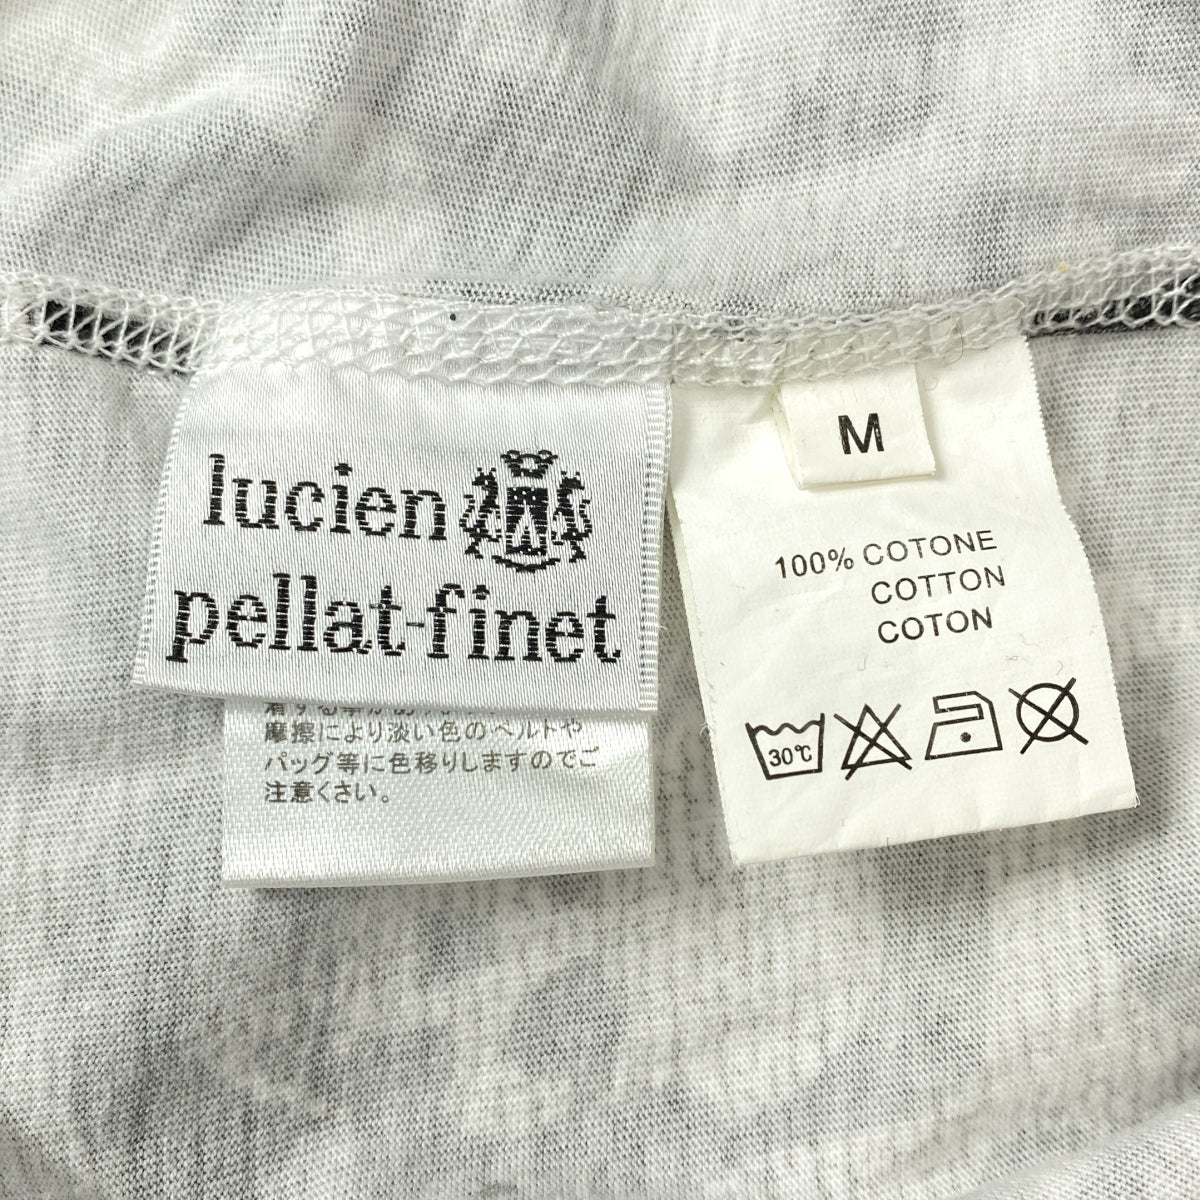 lucien
pellat-finet
摩擦により淡い色のベルトや
バッグ等に色移りしますのでご
注意ください。
M
100% COTONE
COTTON
COTON
30℃